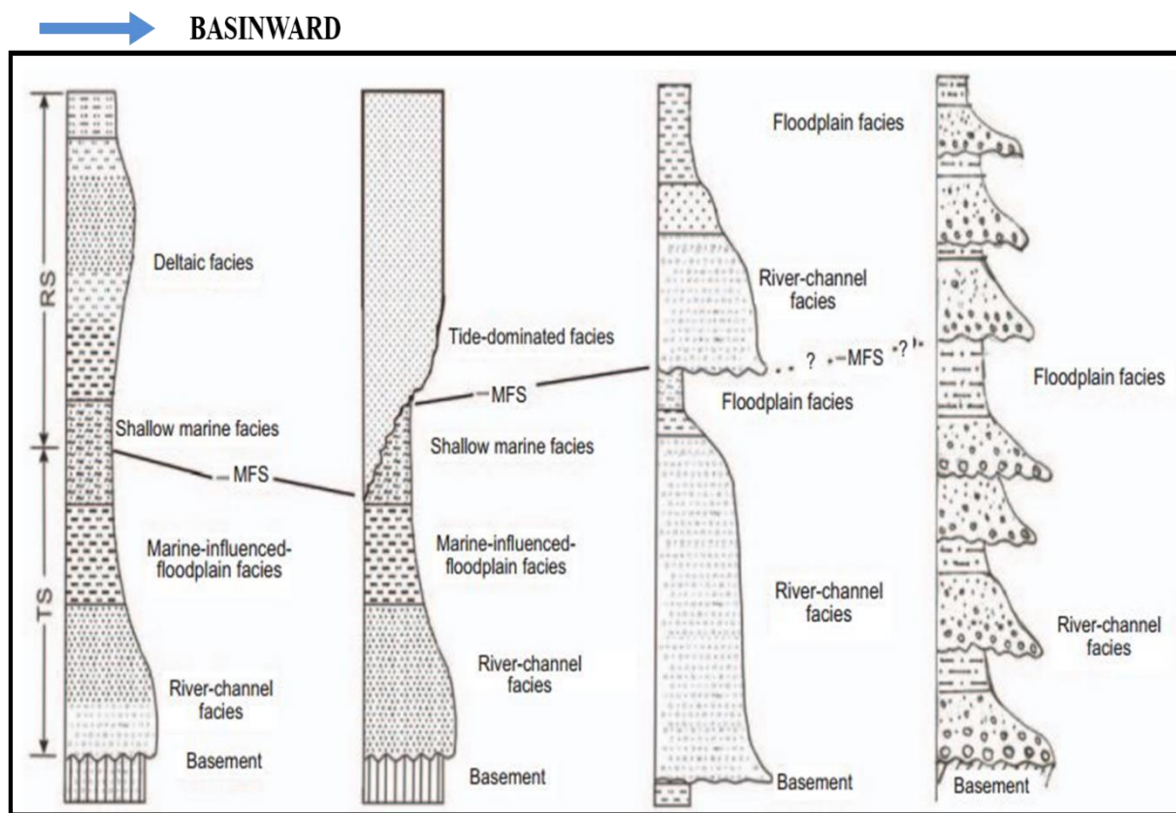 BASINWARD
RS
TS
Deltaic facies
Shallow marine facies
MFS
Marine-influenced-
floodplain facies
River-channel
facies
Basement
Tide-dominated facies
MFS
Shallow marine facies
Marine-influenced-
floodplain facies
River-channel
facies
Basement
Floodplain facies
River-channel
facies
? MFS ?
Floodplain facies
River-channel
facies
Basement
Floodplain facies
River-channel
facies
Basement